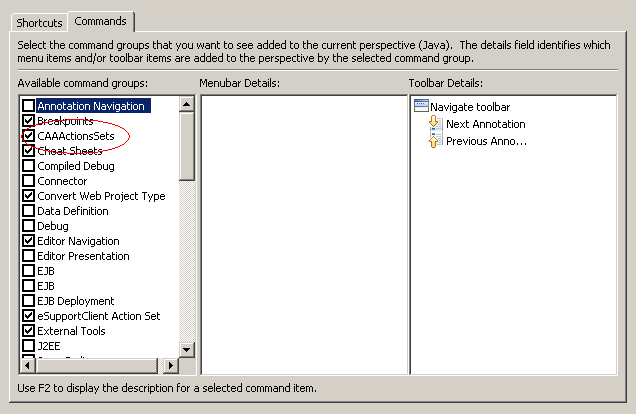 Shortcuts
Commands
Select the command groups that you want to see added to the current perspective (Java). The details field identifies which
menu items and/or toolbar items are added to the perspective by the selected command group.
Available command groups:
Menubar Details:
Toolbar Details:
Annotation Navigation
Breakpoints
CAAActionsSets
Cheat Sheets
Compiled Debug
Connector
Convert Web Project Type
Data Definition
Debug
Editor Navigation
Editor Presentation
EJB
EJB
EJB Deployment
eSupportClient Action Set
External Tools
J2EE
Navigate toolbar
Next Annotation
Previous Anno...
Use F2 to display the description for a selected command item.